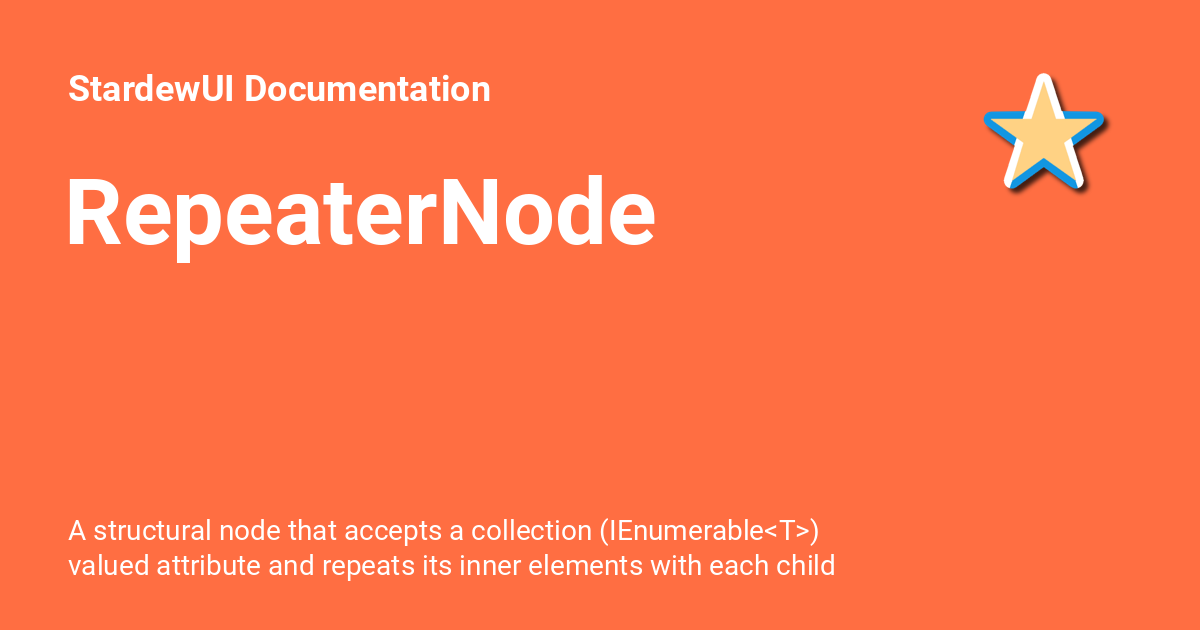 StardewUI Documentation
RepeaterNode
A structural node that accepts a collection (IEnumerable<T>)
valued attribute and repeats its inner elements with each child